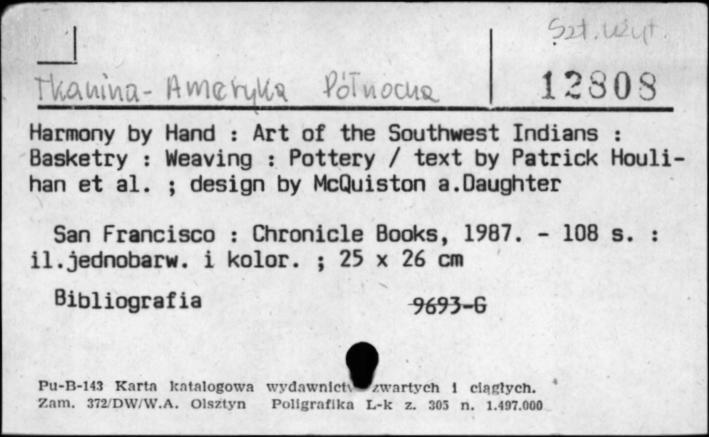 Szt. użyt.
Tkanina - Ameryka Północna
12808
Harmony by Hand : Art of the Southwest Indians :
Basketry : Weaving : Pottery / text by Patrick Houli-
han et al. ; design by McQuiston a.Daughter
San Francisco : Chronicle Books, 1987. - 108 s. :
il.jednobarw. i kolor. ; 25 x 26 cm
Bibliografia 9693-G
Pu-B-143 Karta katalogowa wydawnictw zwartych i ciągłych.
Zam. 372/DW/W.A. Olsztyn Poligrafika L-k z. 305 n. 1.497.000